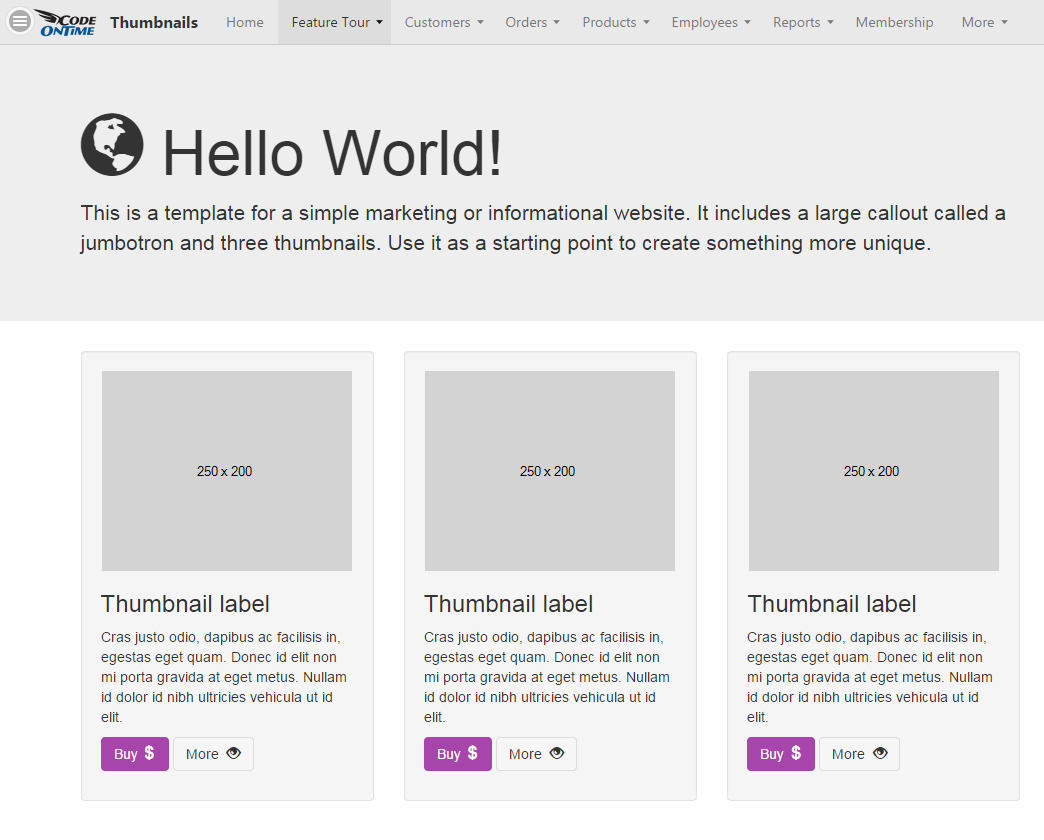 CODE ONTIME Thumbnails Home Feature Tour Customers Orders Products Employees Reports Membership More
Hello World!
This is a template for a simple marketing or informational website. It includes a large callout called a
jumbotron and three thumbnails. Use it as a starting point to create something more unique.
250 x 200
Thumbnail label
Cras justo odio, dapibus ac facilisis in,
egestas eget quam. Donec id elit non
mi porta gravida at eget metus. Nullam
id dolor id nibh ultricies vehicula ut id
elit.
Buy $ More
250 x 200
Thumbnail label
Cras justo odio, dapibus ac facilisis in,
egestas eget quam. Donec id elit non
mi porta gravida at eget metus. Nullam
id dolor id nibh ultricies vehicula ut id
elit.
Buy $ More
250 x 200
Thumbnail label
Cras justo odio, dapibus ac facilisis in,
egestas eget quam. Donec id elit non
mi porta gravida at eget metus. Nullam
id dolor id nibh ultricies vehicula ut id
elit.
Buy $ More